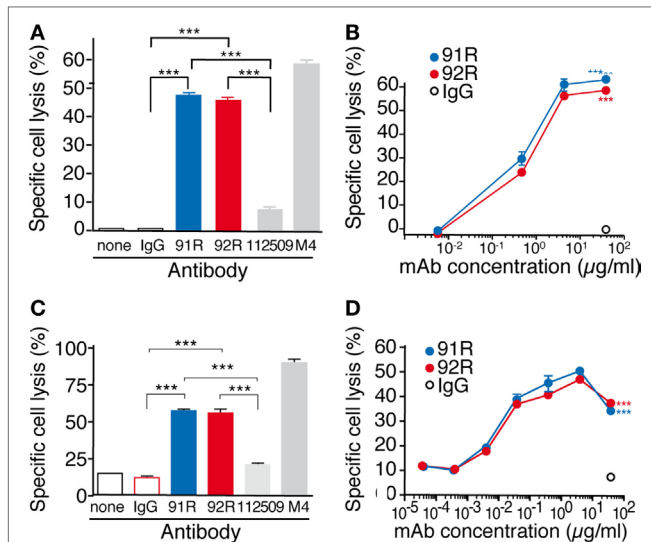 A
Specific cell lysis (%)
60
50
40
30
20
10
0
***
***
***
***
none IgG 91R 92R 112509 M4
Antibody
B
Specific cell lysis (%)
91R
92R
IgG
60
50
40
30
20
10
0
***
10⁻² 10⁰ 10¹ 10²
mAb concentration (µg/ml)
C
Specific cell lysis (%)
100
75
50
25
0
***
***
***
***
none IgG 91R 92R 112509 M4
Antibody
D
Specific cell lysis (%)
91R
92R
IgG
60
50
40
30
20
10
0
***
***
10⁻⁵ 10⁻⁴ 10⁻³ 10⁻² 10⁻¹ 10⁰ 10¹ 10²
mAb concentration (µg/ml)